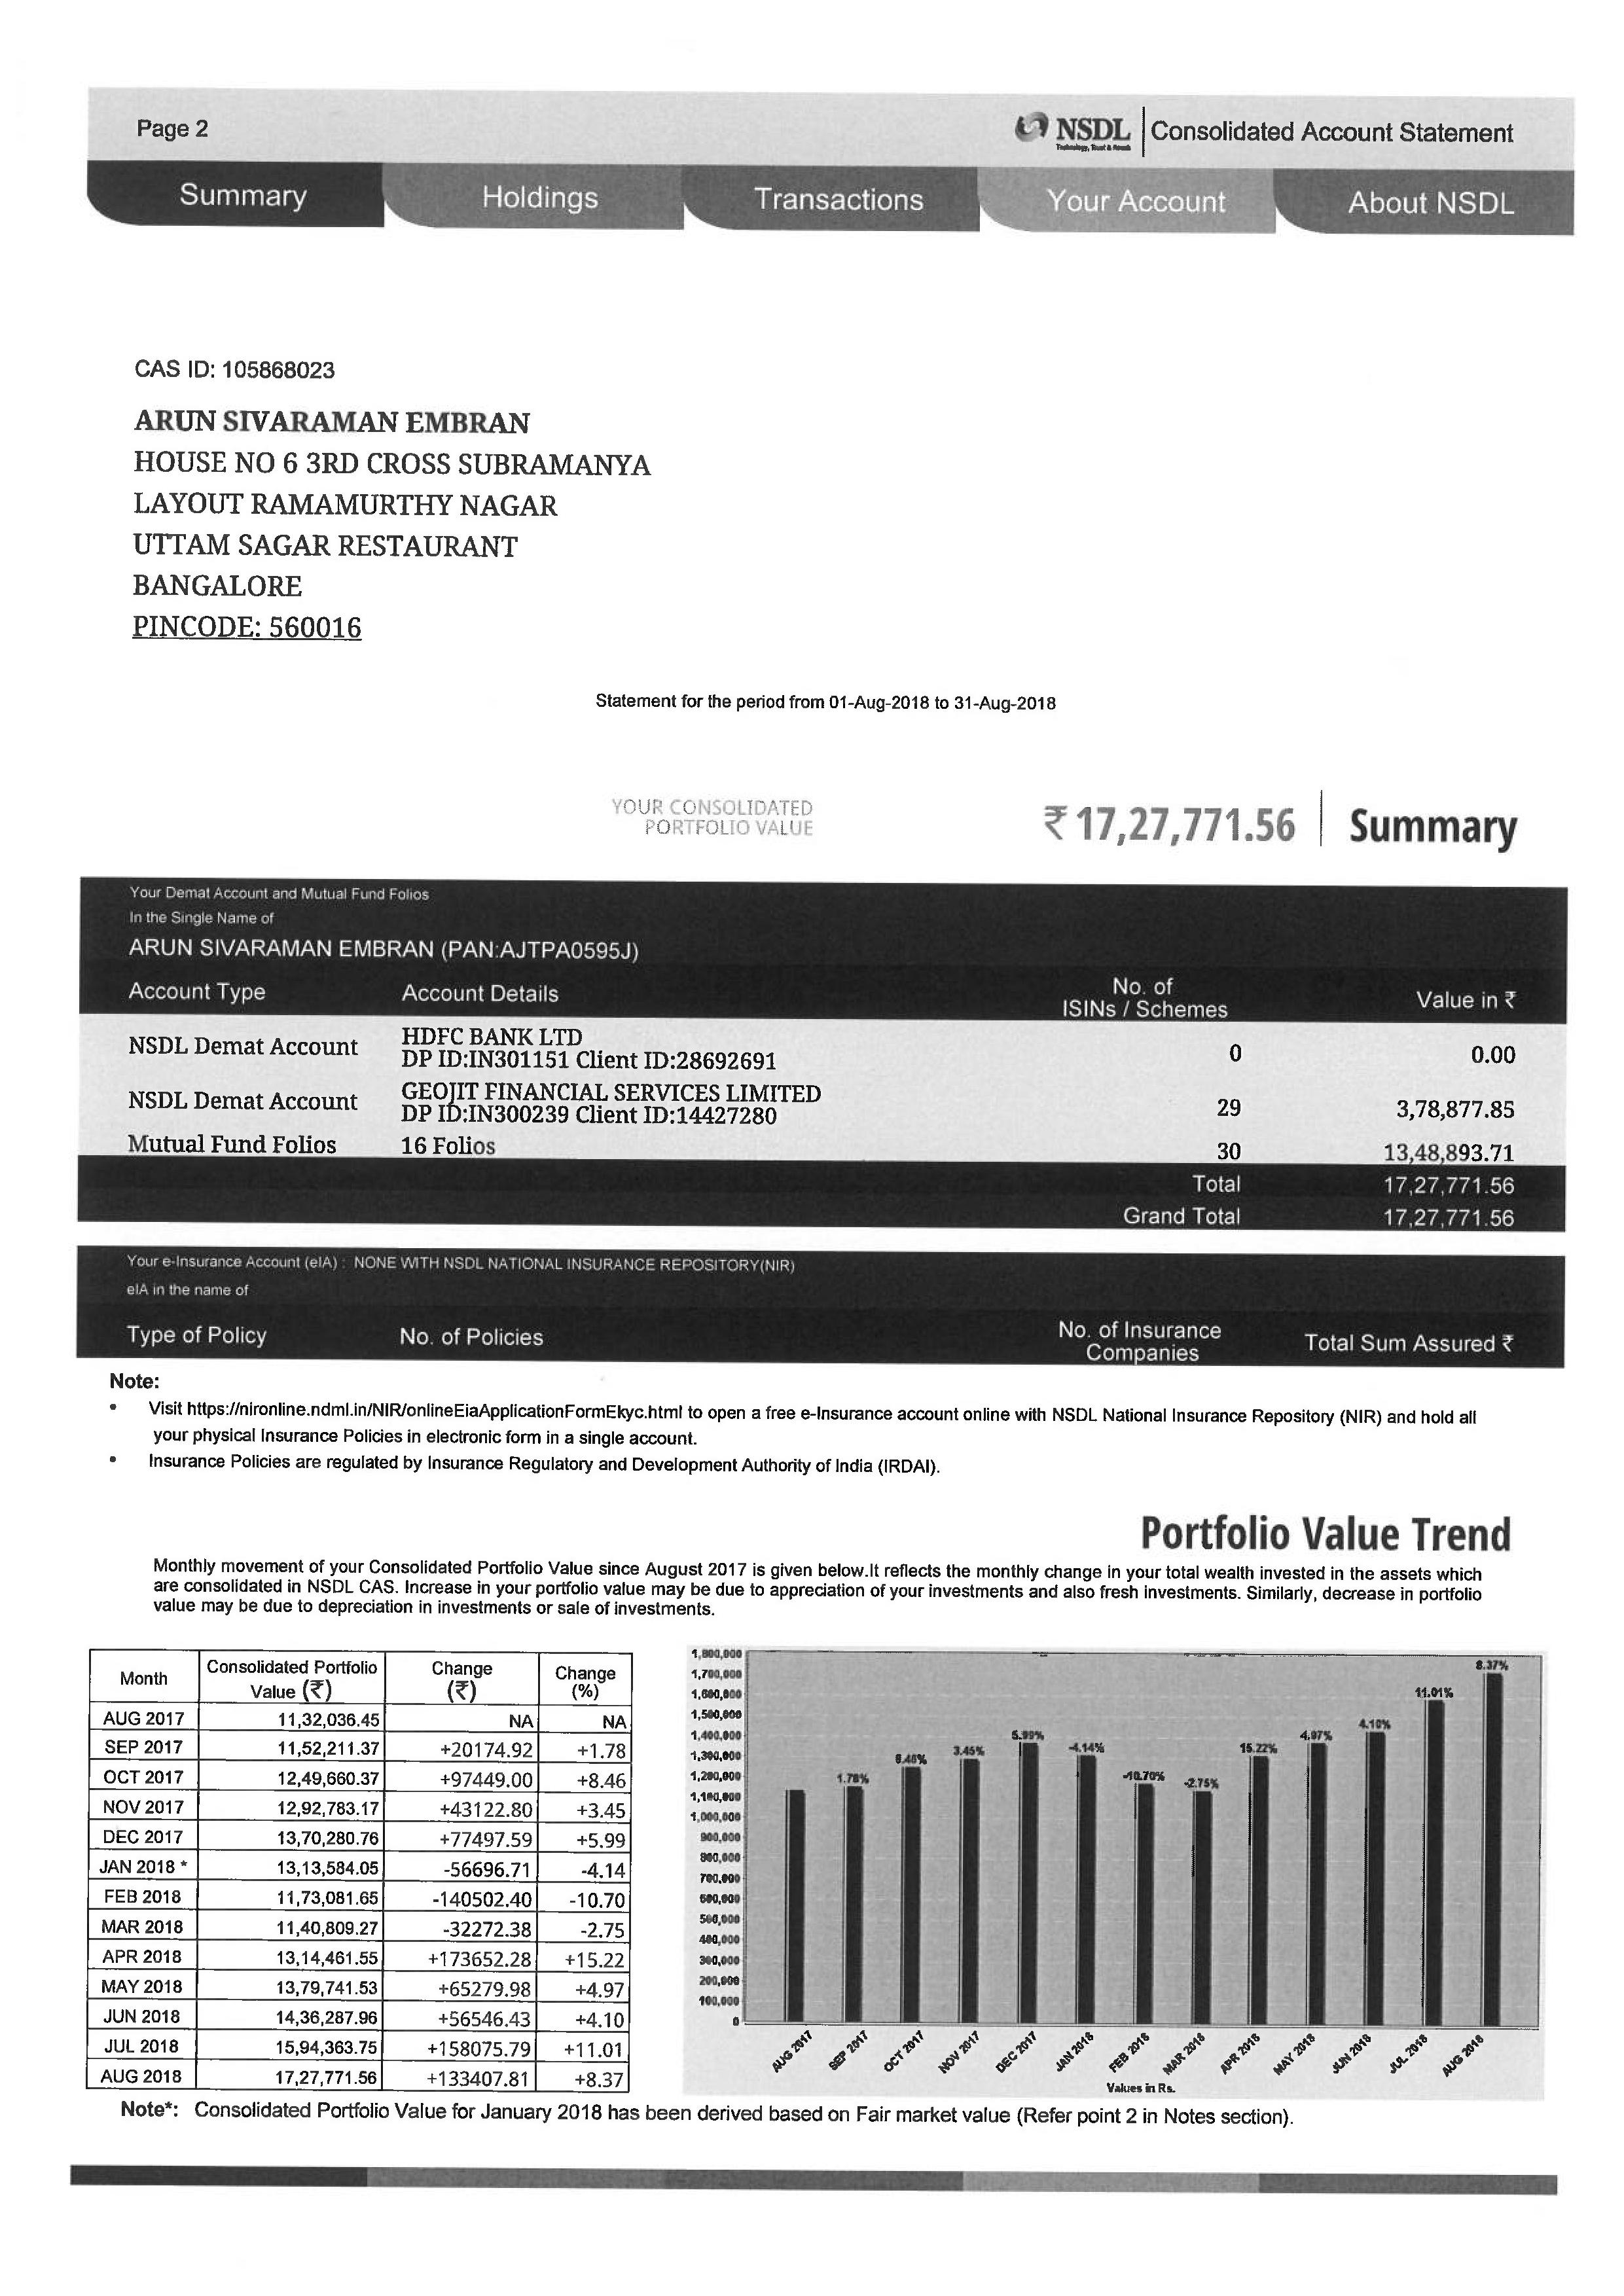 Page 2
NSDL
Technology, Trust & Reach
Consolidated Account Statement
Summary Holdings Transactions Your Account About NSDL
CAS ID: 105868023
ARUN SIVARAMAN EMBRAN
HOUSE NO 6 3RD CROSS SUBRAMANYA
LAYOUT RAMAMURTHY NAGAR
UTTAM SAGAR RESTAURANT
BANGALORE
PINCODE: 560016
Statement for the period from 01-Aug-2018 to 31-Aug-2018
YOUR CONSOLIDATED
PORTFOLIO VALUE
₹ 17,27,771.56 Summary
Your Demat Account and Mutual Fund Folios
In the Single Name of
ARUN SIVARAMAN EMBRAN (PAN:AJTPA0595J)
Account Type Account Details No. of ISINs / Schemes Value in ₹
NSDL Demat Account HDFC BANK LTD
DP ID:IN301151 Client ID:28692691 0 0.00
NSDL Demat Account GEOJIT FINANCIAL SERVICES LIMITED
DP ID:IN300239 Client ID:14427280 29 3,78,877.85
Mutual Fund Folios 16 Folios 30 13,48,893.71
Total 17,27,771.56
Grand Total 17,27,771.56
Your e-Insurance Account (eIA) : NONE WITH NSDL NATIONAL INSURANCE REPOSITORY(NIR)
eIA in the name of
Type of Policy No. of Policies No. of Insurance Companies Total Sum Assured ₹
Note:
• Visit https://nironline.ndml.in/NIR/onlineEiaApplicationFormEkyc.html to open a free e-Insurance account online with NSDL National Insurance Repository (NIR) and hold all
your physical Insurance Policies in electronic form in a single account.
• Insurance Policies are regulated by Insurance Regulatory and Development Authority of India (IRDAI).
Portfolio Value Trend
Monthly movement of your Consolidated Portfolio Value since August 2017 is given below.It reflects the monthly change in your total wealth invested in the assets which
are consolidated in NSDL CAS. Increase in your portfolio value may be due to appreciation of your investments and also fresh investments. Similarly, decrease in portfolio
value may be due to depreciation in investments or sale of investments.
Month Consolidated Portfolio Value (₹) Change (₹) Change (%)
AUG 2017 11,32,036.45 NA NA
SEP 2017 11,52,211.37 +20174.92 +1.78
OCT 2017 12,49,660.37 +97449.00 +8.46
NOV 2017 12,92,783.17 +43122.80 +3.45
DEC 2017 13,70,280.76 +77497.59 +5.99
JAN 2018 * 13,13,584.05 -56696.71 -4.14
FEB 2018 11,73,081.65 -140502.40 -10.70
MAR 2018 11,40,809.27 -32272.38 -2.75
APR 2018 13,14,461.55 +173652.28 +15.22
MAY 2018 13,79,741.53 +65279.98 +4.97
JUN 2018 14,36,287.96 +56546.43 +4.10
JUL 2018 15,94,363.75 +158075.79 +11.01
AUG 2018 17,27,771.56 +133407.81 +8.37
1,800,000
1,700,000
1,600,000
1,500,000
1,400,000
1,300,000
1,200,000
1,100,000
1,000,000
900,000
800,000
700,000
600,000
500,000
400,000
300,000
200,000
100,000
0
1.78% 8.46% 3.45% 5.99% -4.14% -10.70% -2.75% 15.22% 4.97% 4.10% 11.01% 8.37%
AUG 2017 SEP 2017 OCT 2017 NOV 2017 DEC 2017 JAN 2018 FEB 2018 MAR 2018 APR 2018 MAY 2018 JUN 2018 JUL 2018 AUG 2018
Values in Rs.
Note*: Consolidated Portfolio Value for January 2018 has been derived based on Fair market value (Refer point 2 in Notes section).